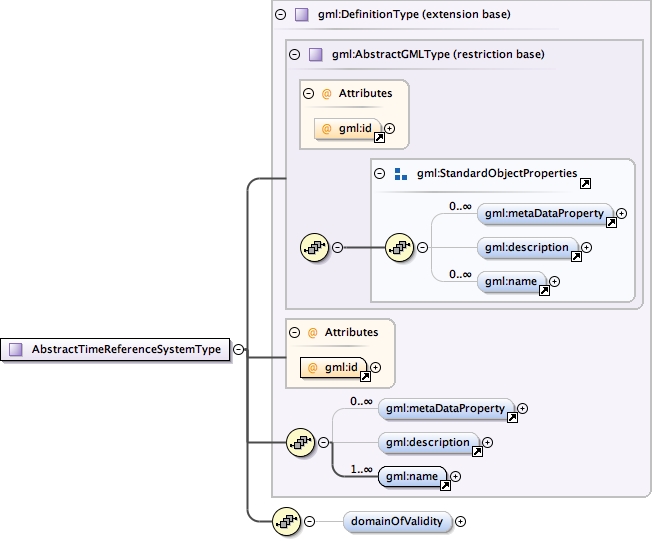 gml:DefinitionType (extension base)
gml:AbstractGMLType (restriction base)
@ Attributes
@ gml:id
gml:StandardObjectProperties
0..∞
gml:metaDataProperty
gml:description
0..∞
gml:name
@ Attributes
AbstractTimeReferenceSystemType
@ gml:id
0..∞
gml:metaDataProperty
gml:description
1..∞
gml:name
domainOfValidity